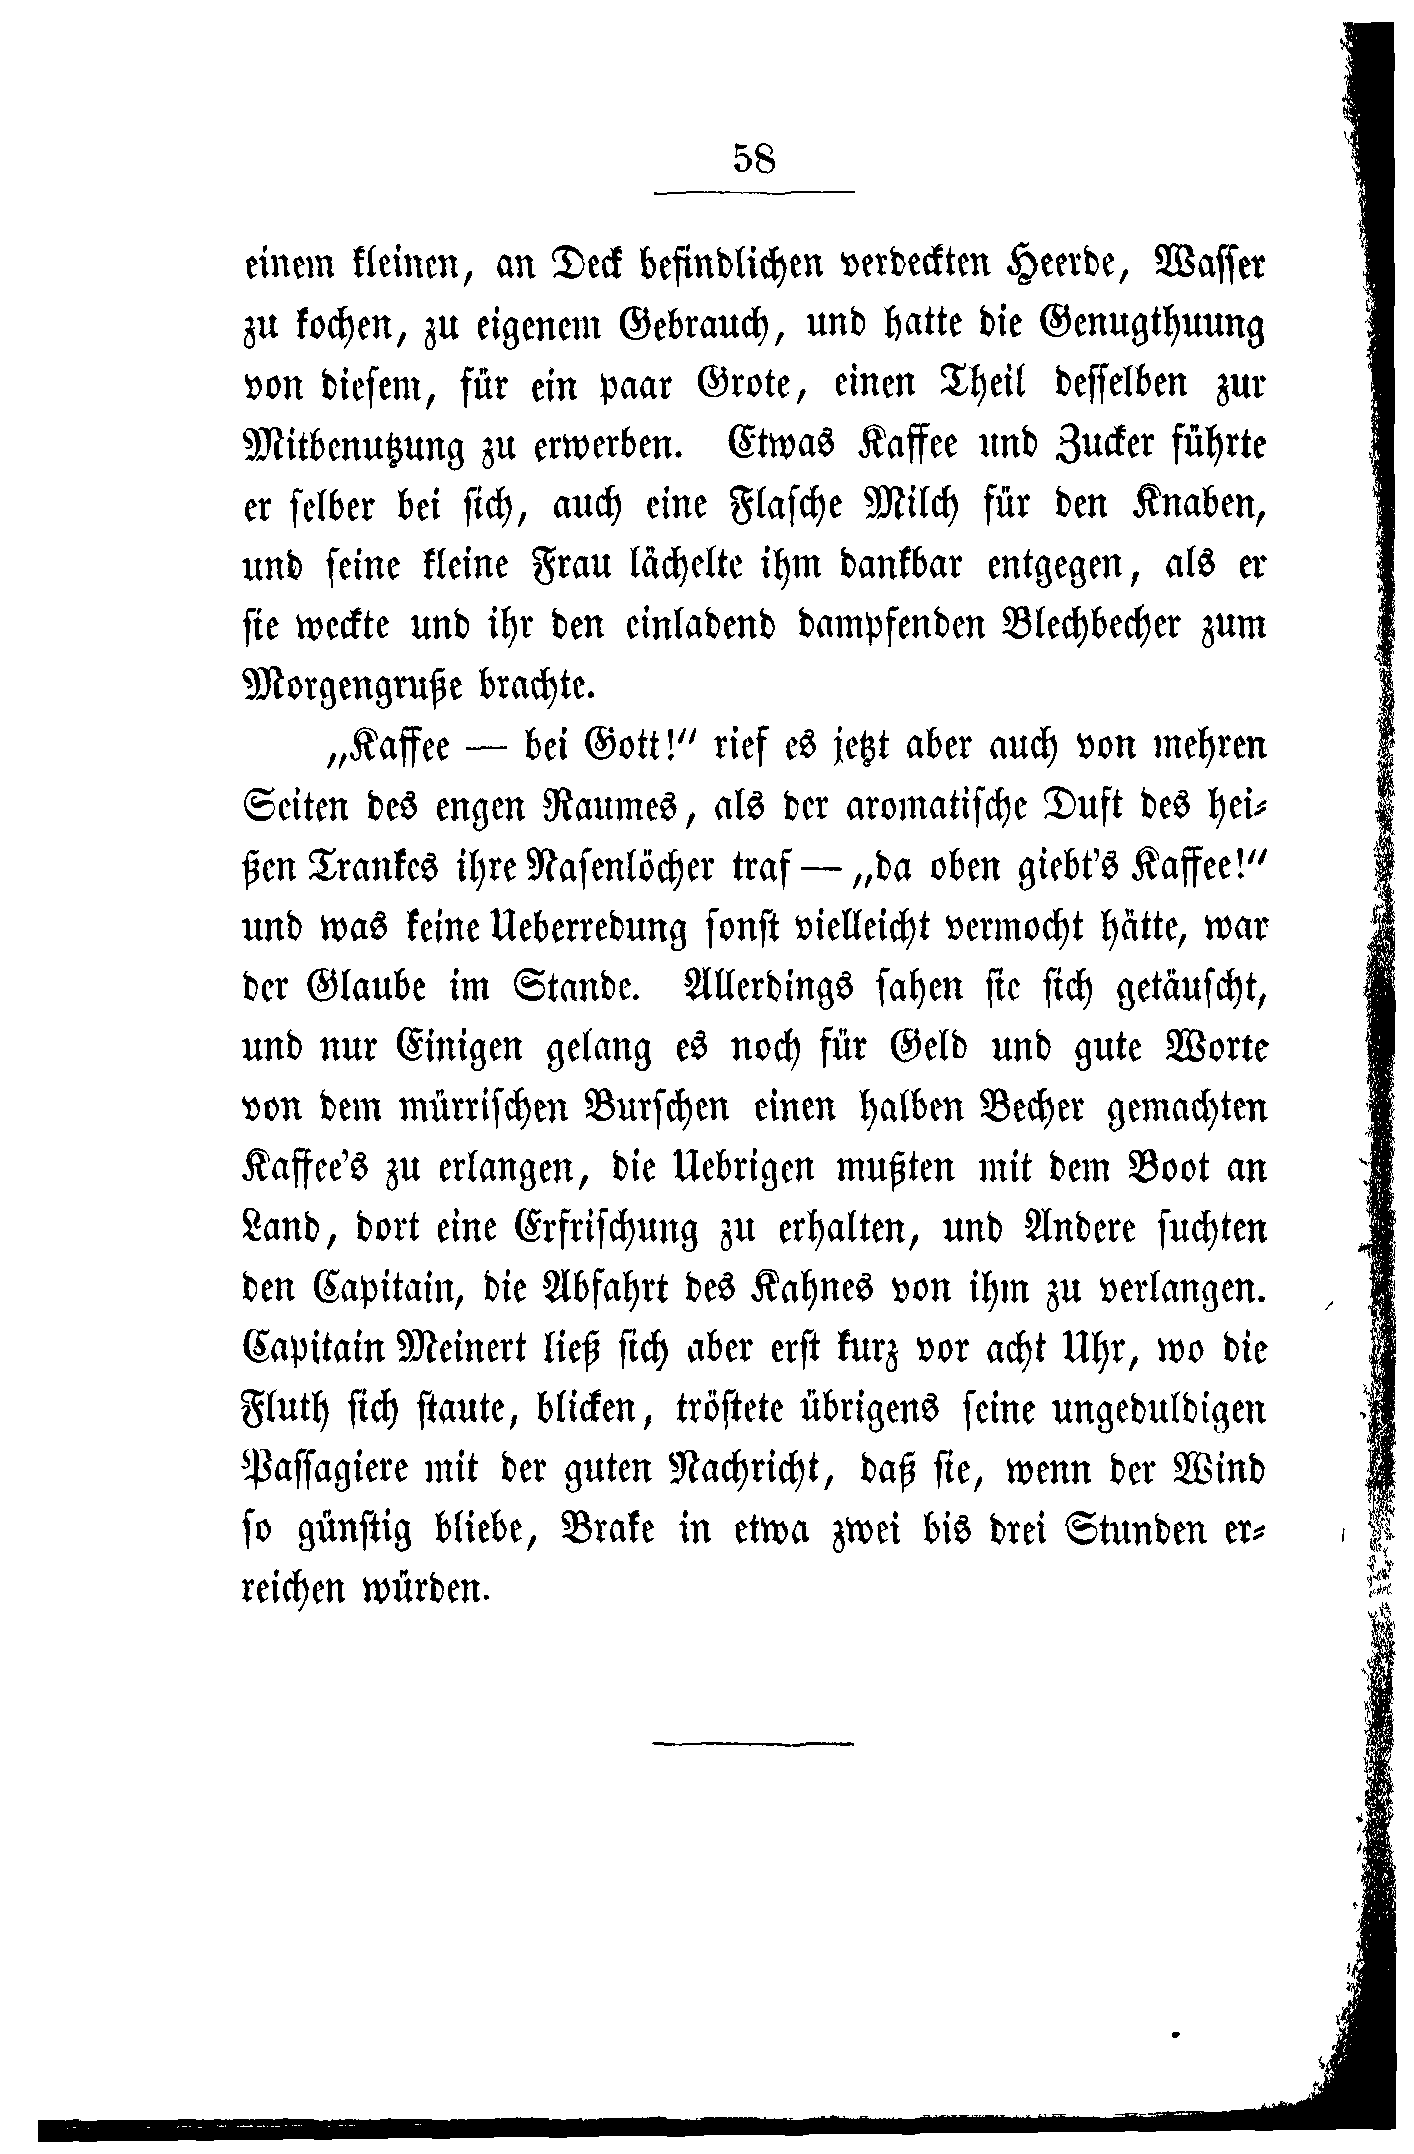 58
einem kleinen, an Deck befindlichen verdeckten Heerde, Wasser
zu kochen, zu eigenem Gebrauch, und hatte die Genugthuung
von diesem, für ein paar Grote, einen Theil desselben zur
Mitbenutzung zu erwerben. Etwas Kaffee und Zucker führte
er selber bei sich, auch eine Flasche Milch für den Knaben,
und seine kleine Frau lächelte ihm dankbar entgegen, als er
sie weckte und ihr den einladend dampfenden Blechbecher zum
Morgengruße brachte.
„Kaffee — bei Gott!“ rief es jetzt aber auch von mehren
Seiten des engen Raumes, als der aromatische Duft des hei-
ßen Trankes ihre Nasenlöcher traf — „da oben giebt's Kaffee!“
und was keine Ueberredung sonst vielleicht vermocht hätte, war
der Glaube im Stande. Allerdings sahen sie sich getäuscht,
und nur Einigen gelang es noch für Geld und gute Worte
von dem mürrischen Burschen einen halben Becher gemachten
Kaffee's zu erlangen, die Uebrigen mußten mit dem Boot an
Land, dort eine Erfrischung zu erhalten, und Andere suchten
den Capitain, die Abfahrt des Kahnes von ihm zu verlangen.
Capitain Meinert ließ sich aber erst kurz vor acht Uhr, wo die
Fluth sich staute, blicken, tröstete übrigens seine ungeduldigen
Passagiere mit der guten Nachricht, daß sie, wenn der Wind
so günstig bliebe, Brake in etwa zwei bis drei Stunden er-
reichen würden.